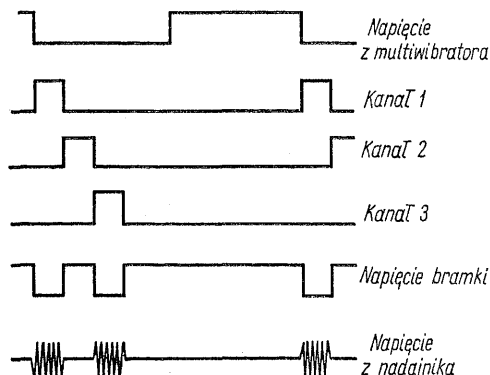 Napięcie
z multiwibratora
Kanał 1
Kanał 2
Kanał 3
Napięcie bramki
Napięcie
z nadajnika